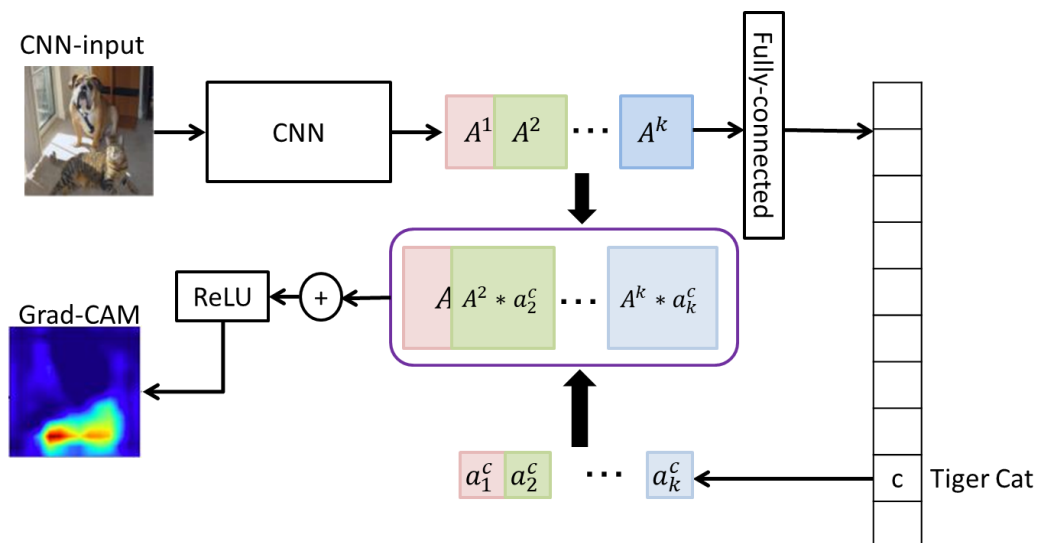 CNN-input
CNN
A¹ A² ··· Aᵏ
Fully-connected
A A² * a₂ᶜ ··· Aᵏ * aₖᶜ
+
ReLU
Grad-CAM
a₁ᶜ a₂ᶜ ··· aₖᶜ
c
Tiger Cat